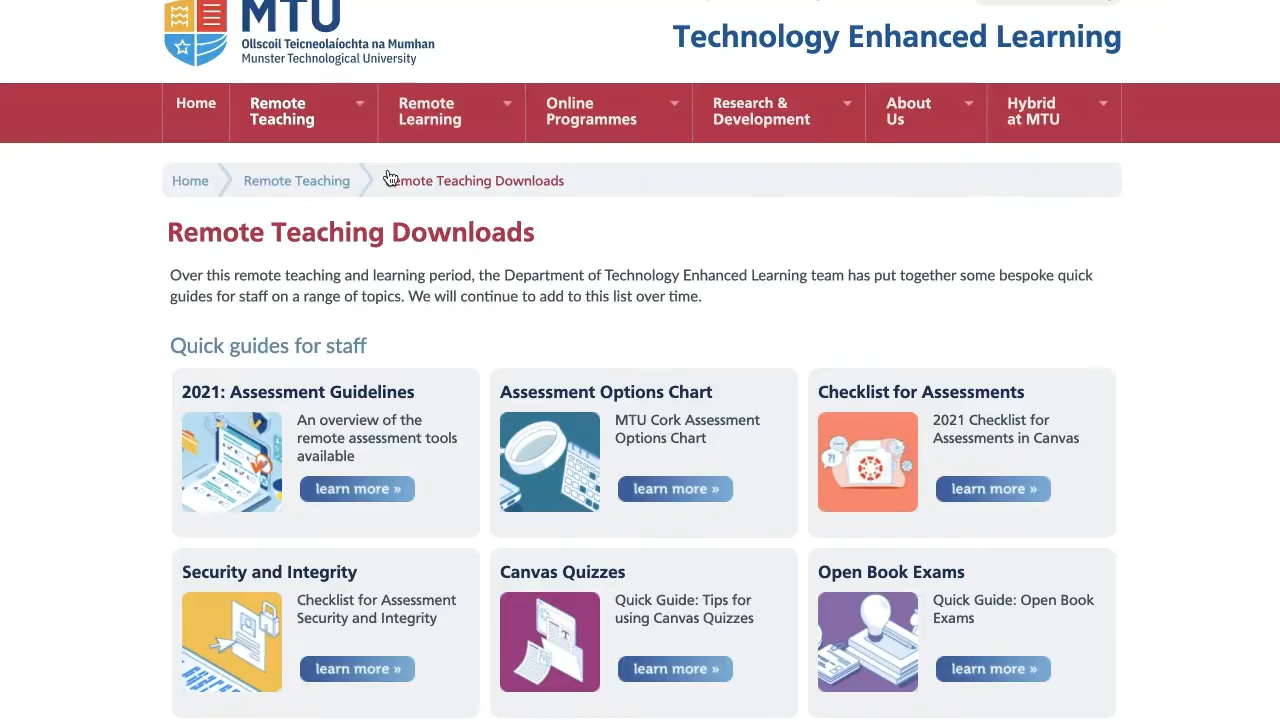 MTU
Ollscoil Teicneolaíochta na Mumhan
Munster Technological University
Technology Enhanced Learning
Home
Remote Teaching
Remote Learning
Online Programmes
Research & Development
About Us
Hybrid at MTU
Home
Remote Teaching
Remote Teaching Downloads
Remote Teaching Downloads
Over this remote teaching and learning period, the Department of Technology Enhanced Learning team has put together some bespoke quick
guides for staff on a range of topics. We will continue to add to this list over time.
Quick guides for staff
2021: Assessment Guidelines
An overview of the
remote assessment tools
available
learn more »
Assessment Options Chart
MTU Cork Assessment
Options Chart
learn more »
Checklist for Assessments
2021 Checklist for
Assessments in Canvas
learn more »
Security and Integrity
Checklist for Assessment
Security and Integrity
learn more »
Canvas Quizzes
Quick Guide: Tips for
using Canvas Quizzes
learn more »
Open Book Exams
Quick Guide: Open Book
Exams
learn more »